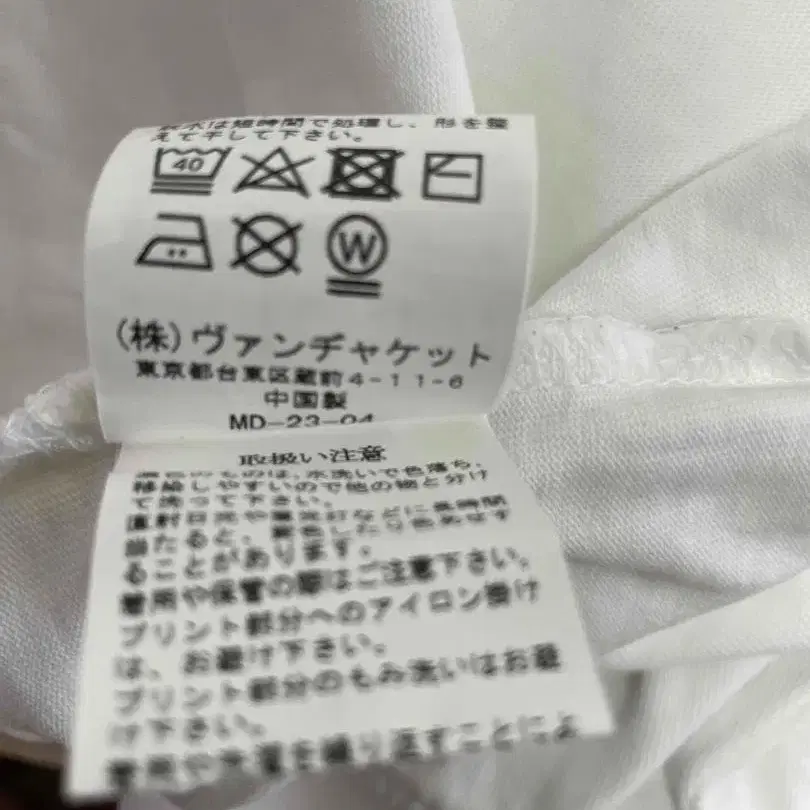 は短時間で処理し、形を整
えて干して下さい。
40
W
(株)ヴァンヂャケット
東京都台東区蔵前4-11-6
中国製
MD-23-04
取扱い注意
のものは、水洗いで色落ち、
移給しやすいので他の物と分け
て洗って下さい。
直射日光や蛍光灯などに長時間
当たると、変色したり色あせす
ることがあります。
着用や保管の際はご注意下さい。
プリント部分へのアイロン掛け
は、お避け下さい。
プリント部分のもみ洗いはお避
け下さい。
着用や洗濯を繰り返すことによ